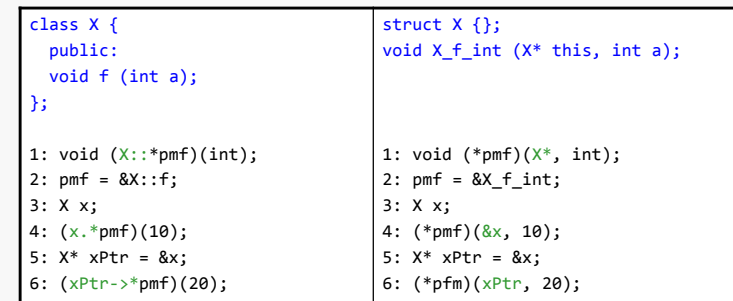 class X {
  public:
  void f (int a);
};
1: void (X::*pmf)(int);
2: pmf = &X::f;
3: X x;
4: (x.*pmf)(10);
5: X* xPtr = &x;
6: (xPtr->*pmf)(20);
struct X {};
void X_f_int (X* this, int a);
1: void (*pmf)(X*, int);
2: pmf = &X_f_int;
3: X x;
4: (*pmf)(&x, 10);
5: X* xPtr = &x;
6: (*pfm)(xPtr, 20);